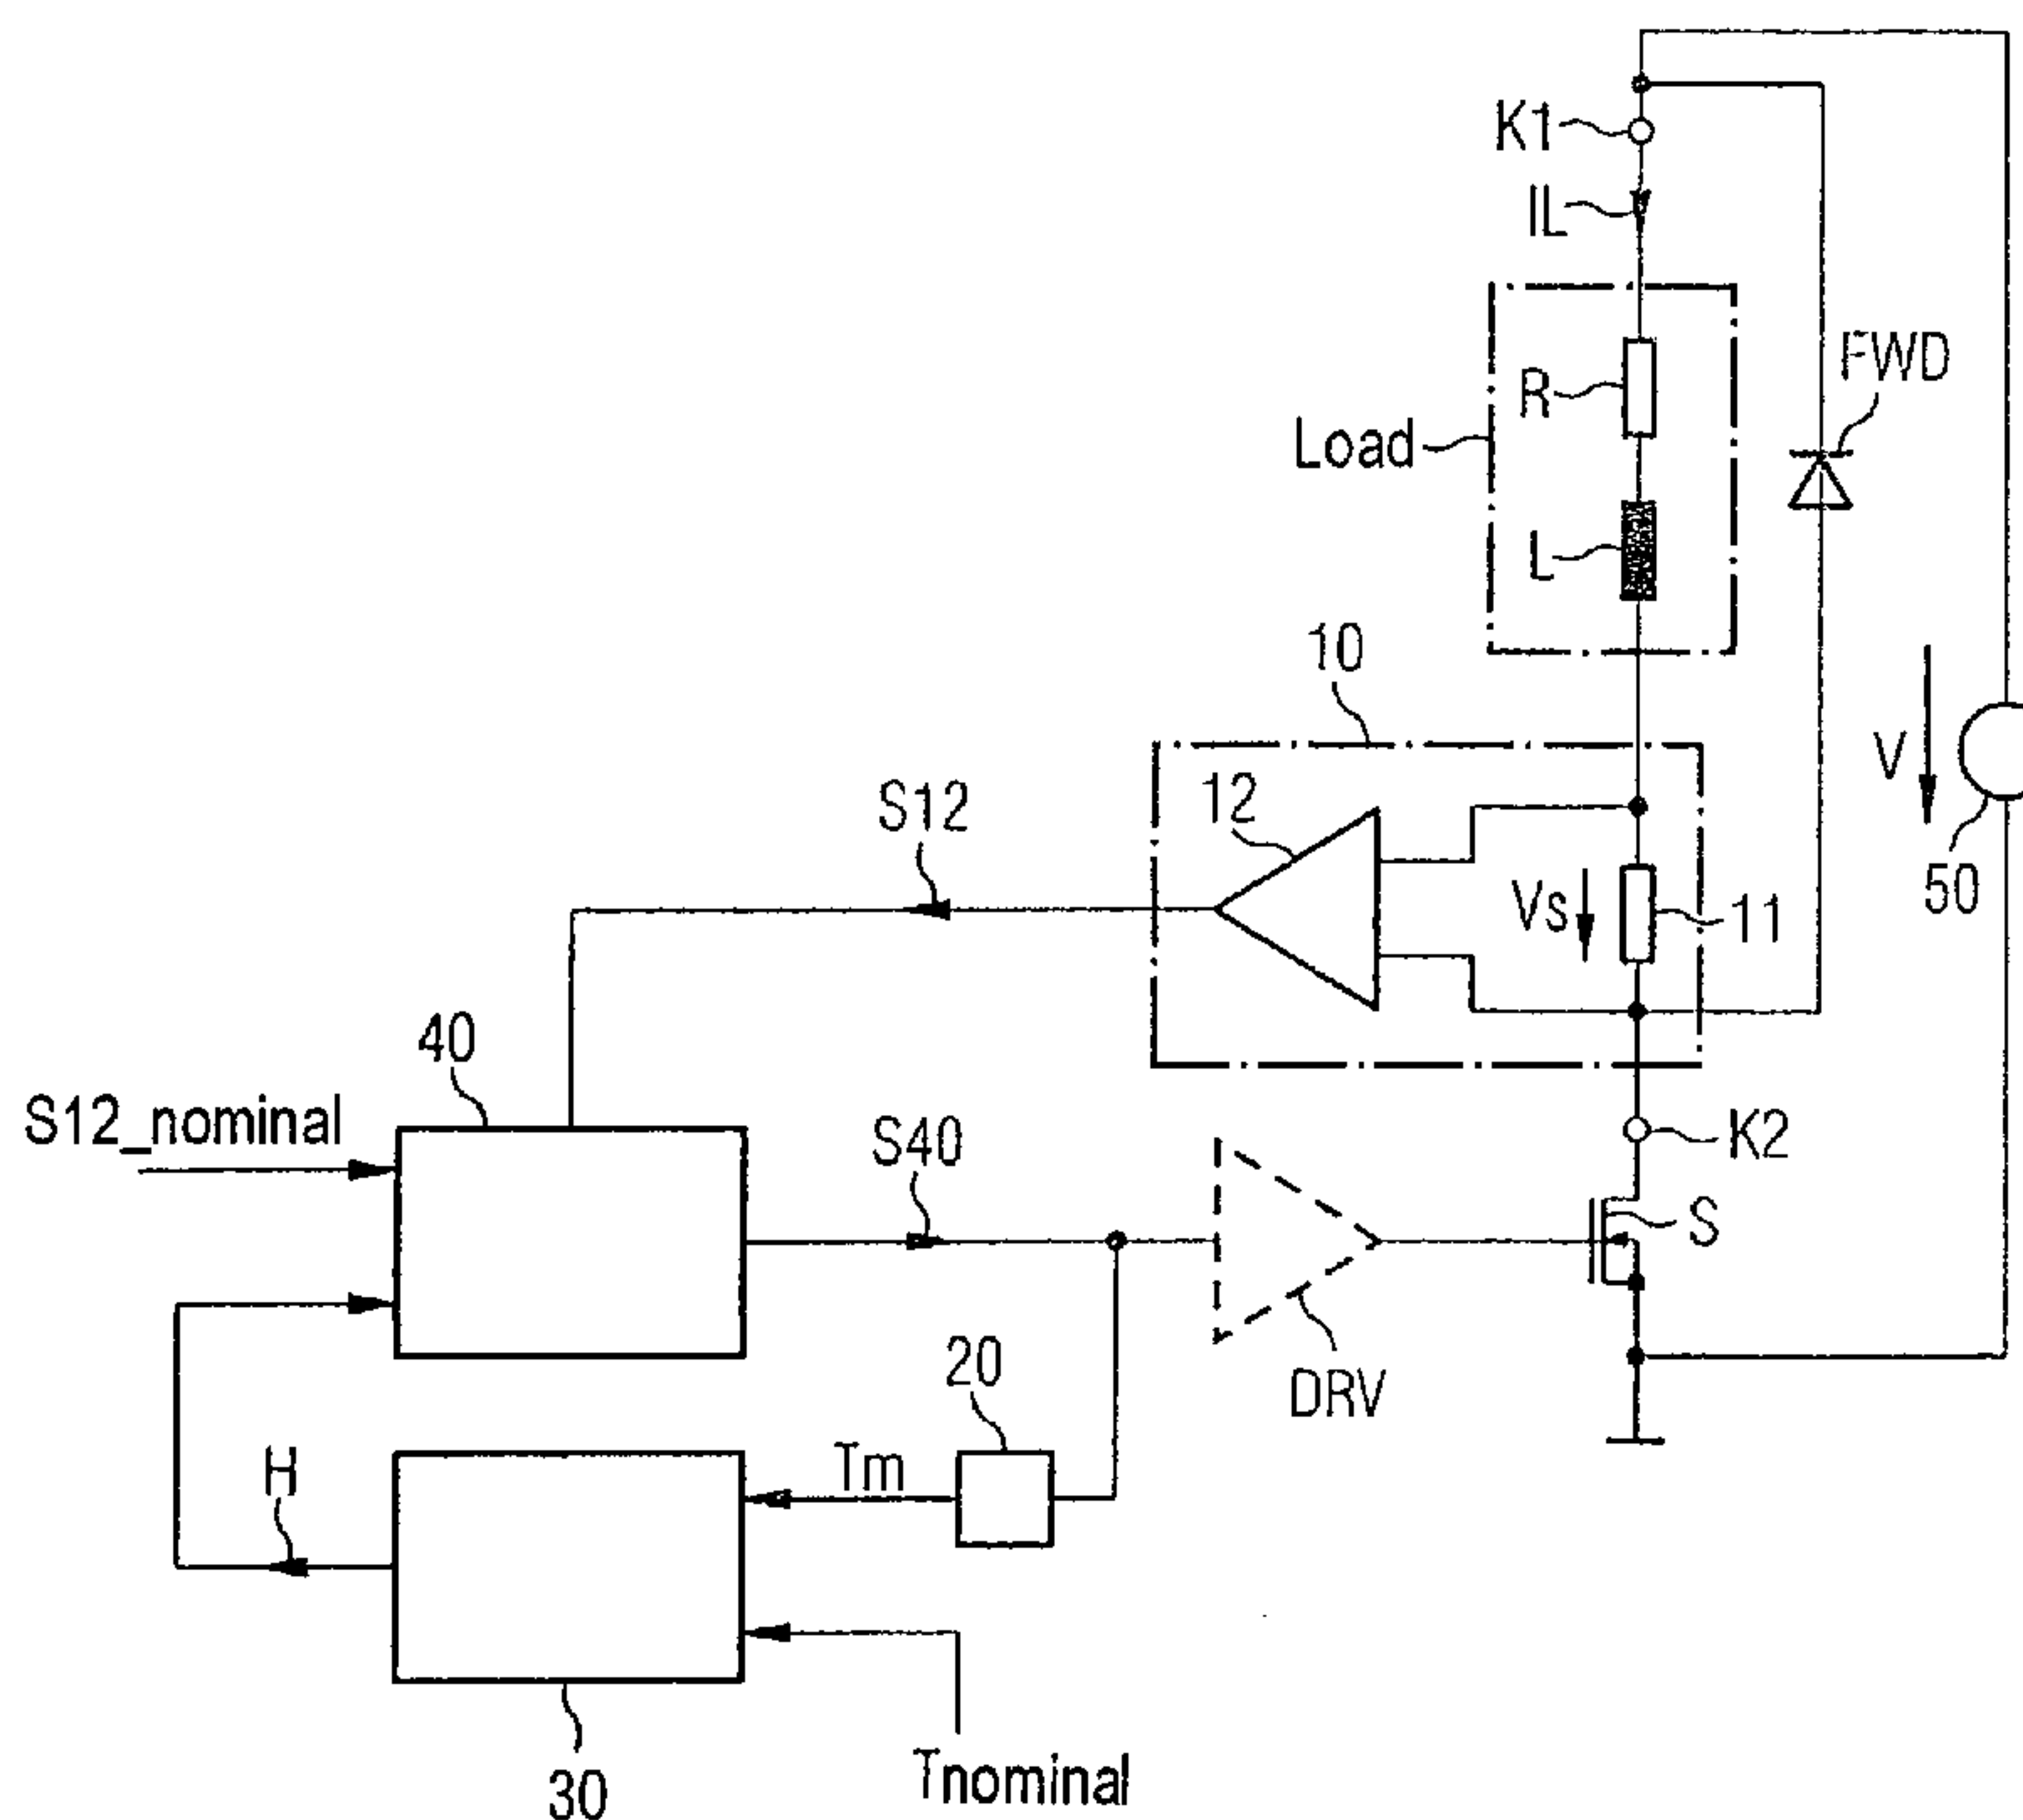 K1
IL
FWD
R
Load
L
10
V
S12
12
50
Vs
11
40
S12_nominal
S40
K2
S
20
DRV
H
Tm
30
Tnominal